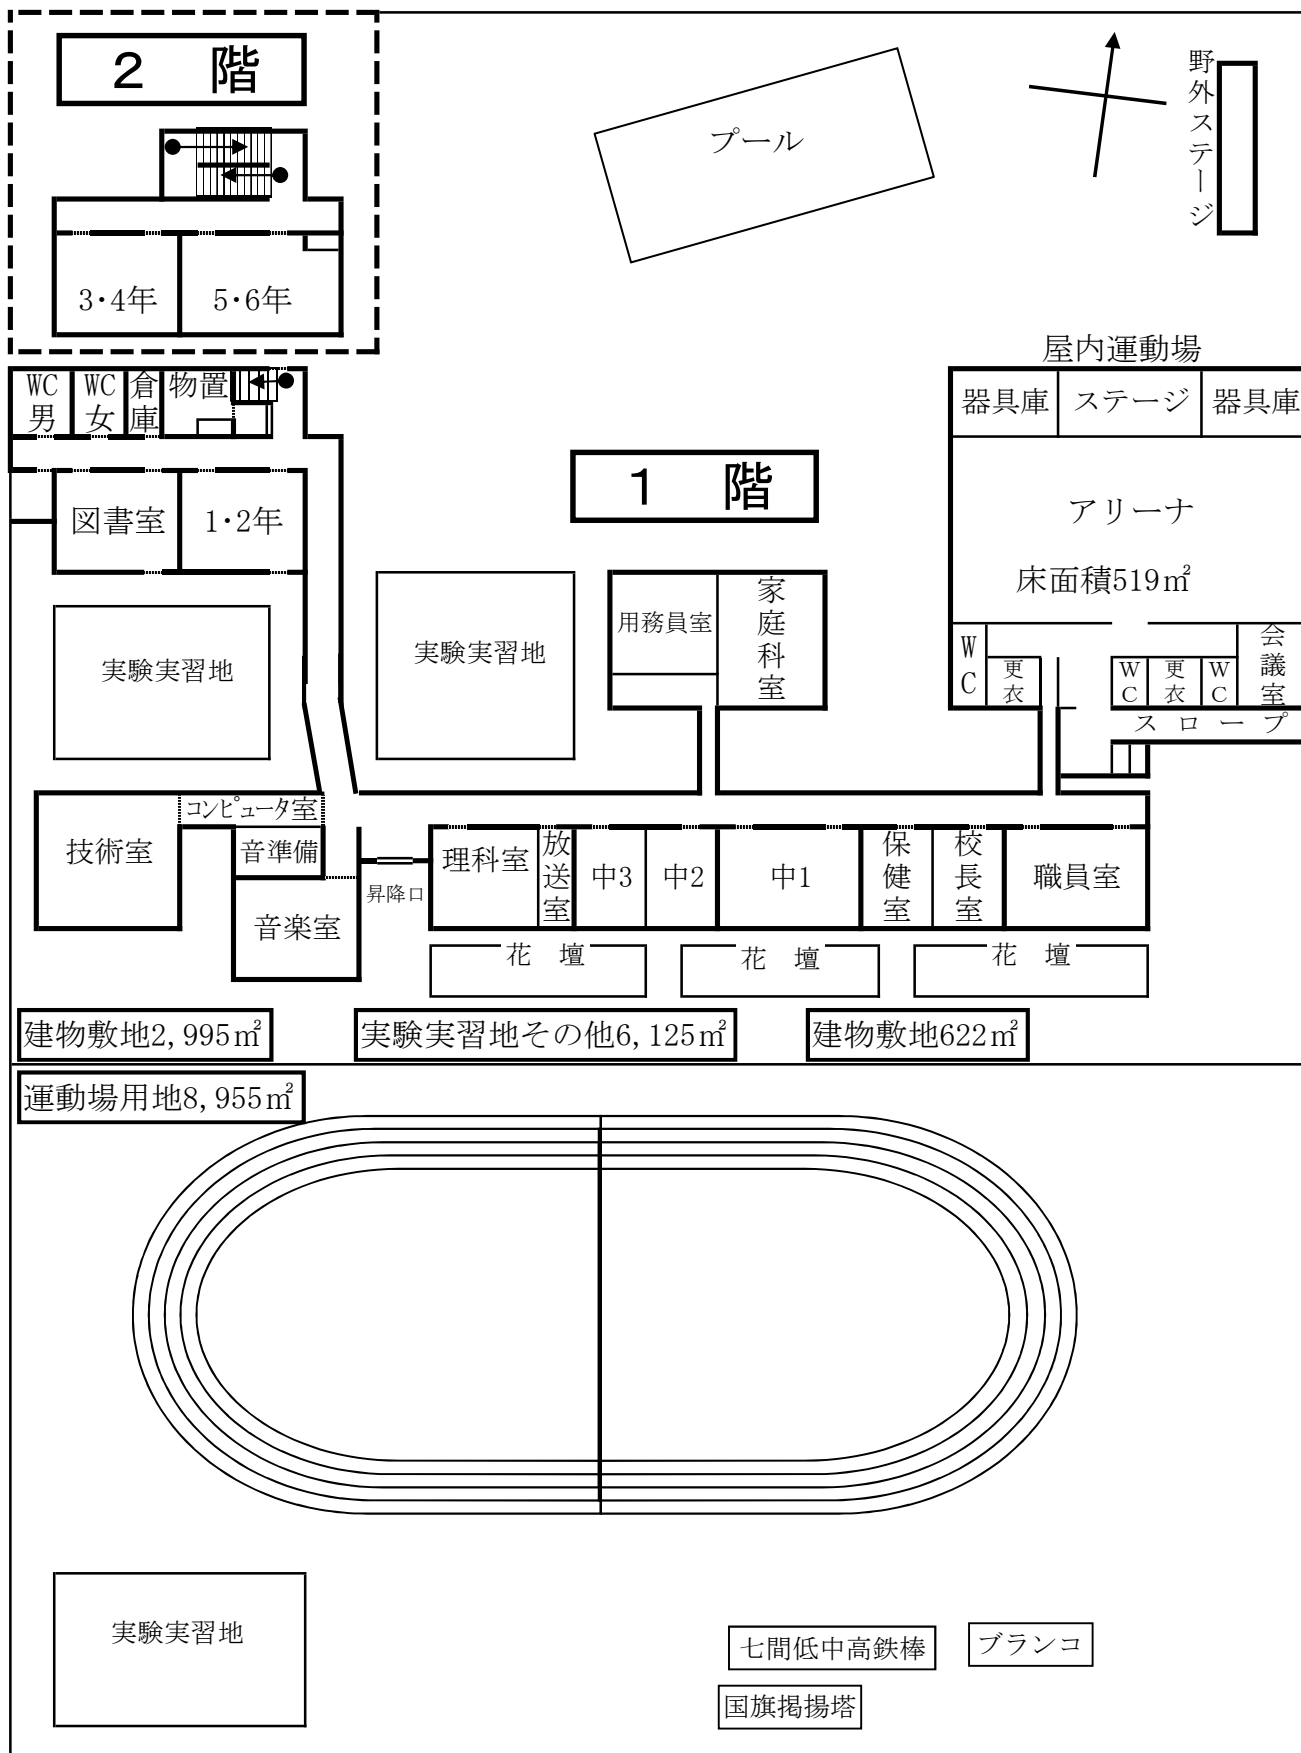 2 階
プール
野外ステージ
3・4年
5・6年
屋内運動場
WC男
WC女
倉庫
物置
器具庫
ステージ
器具庫
1 階
図書室
1・2年
アリーナ
床面積519㎡
用務員室
家庭科室
実験実習地
実験実習地
WC
更衣
WC
更衣
WC
会議室
スロープ
コンピュータ室
技術室
音準備
音楽室
昇降口
理科室
放送室
中3
中2
中1
保健室
校長室
職員室
花 壇
花 壇
花 壇
建物敷地2,995㎡
実験実習地その他6,125㎡
建物敷地622㎡
運動場用地8,955㎡
実験実習地
七間低中高鉄棒
ブランコ
国旗掲揚塔